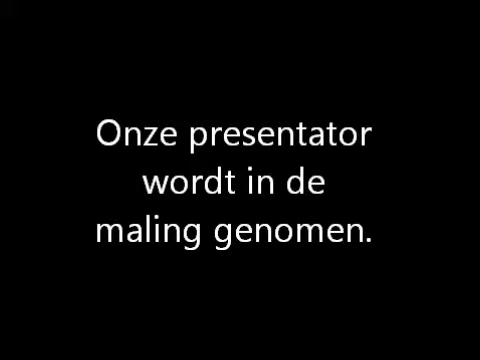 Onze presentator
wordt in de
maling genomen.